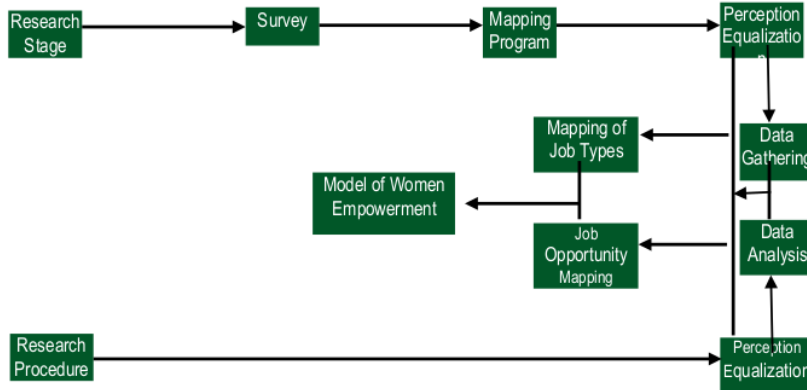 Research
Stage
Survey
Mapping
Program
Perception
Equalizatio
n
Mapping of
Job Types
Data
Gathering
Model of Women
Empowerment
Job
Opportunity
Mapping
Data
Analysis
Research
Procedure
Perception
Equalization